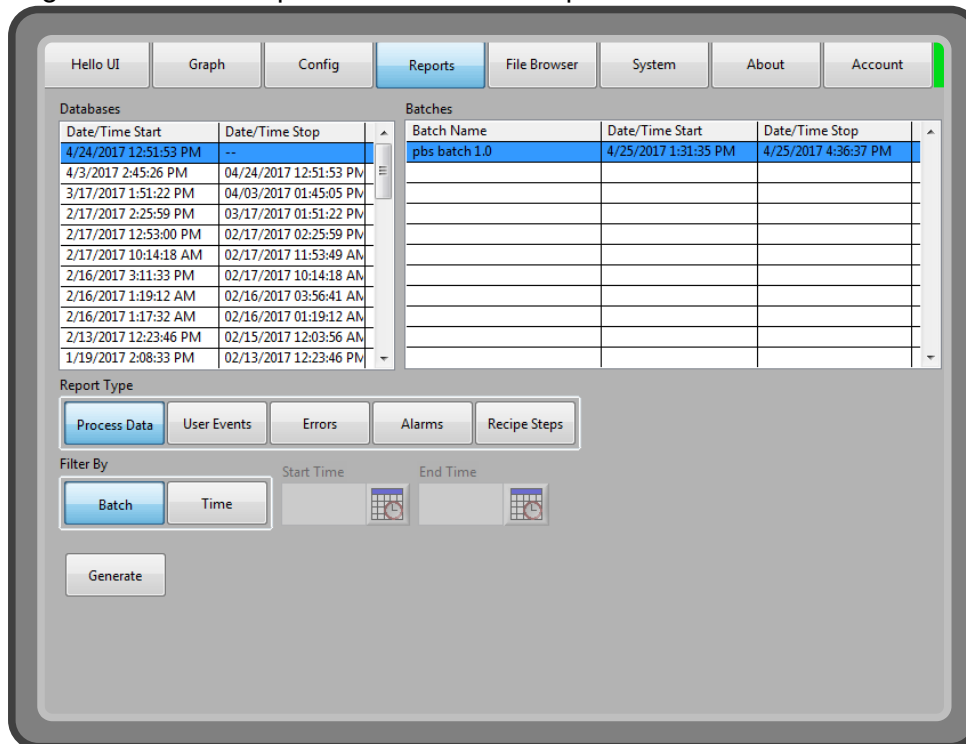 Hello UI Graph Config Reports File Browser System About Account
Databases
Date/Time Start Date/Time Stop
4/24/2017 12:51:53 PM --
4/3/2017 2:45:26 PM 04/24/2017 12:51:53 PM
3/17/2017 1:51:22 PM 04/03/2017 01:45:05 PM
2/17/2017 2:25:59 PM 03/17/2017 01:51:22 PM
2/17/2017 12:53:00 PM 02/17/2017 02:25:59 PM
2/17/2017 10:14:18 AM 02/17/2017 11:53:49 AM
2/16/2017 3:11:33 PM 02/17/2017 10:14:18 AM
2/16/2017 1:19:12 AM 02/16/2017 03:56:41 AM
2/16/2017 1:17:32 AM 02/16/2017 01:19:12 AM
2/13/2017 12:23:46 PM 02/15/2017 12:03:56 AM
1/19/2017 2:08:33 PM 02/13/2017 12:23:46 PM
Batches
Batch Name Date/Time Start Date/Time Stop
pbs batch 1.0 4/25/2017 1:31:35 PM 4/25/2017 4:36:37 PM
Report Type
Process Data User Events Errors Alarms Recipe Steps
Filter By Start Time End Time
Batch Time
Generate